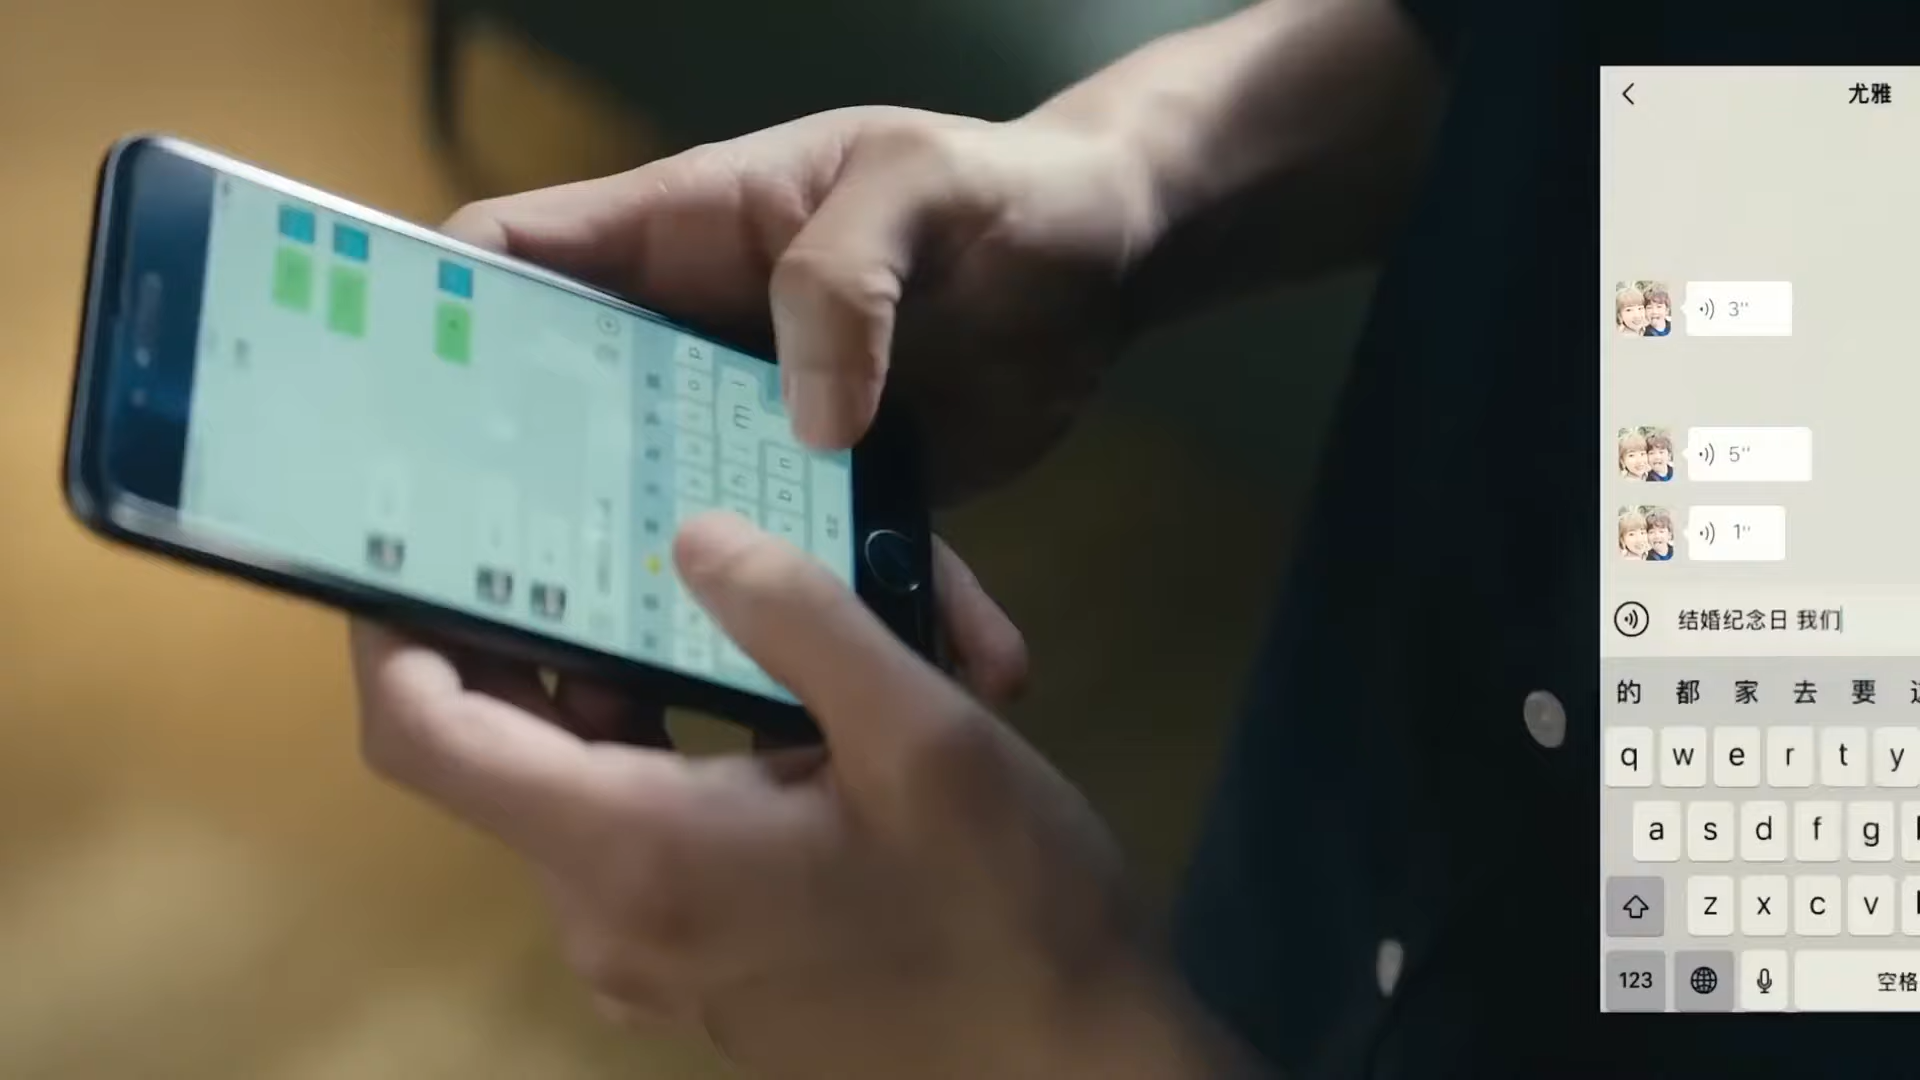 尤雅
3"
5"
1"
结婚纪念日 我们
的 都 家 去 要
q w e r t y
a s d f g
z x c v
123 空格